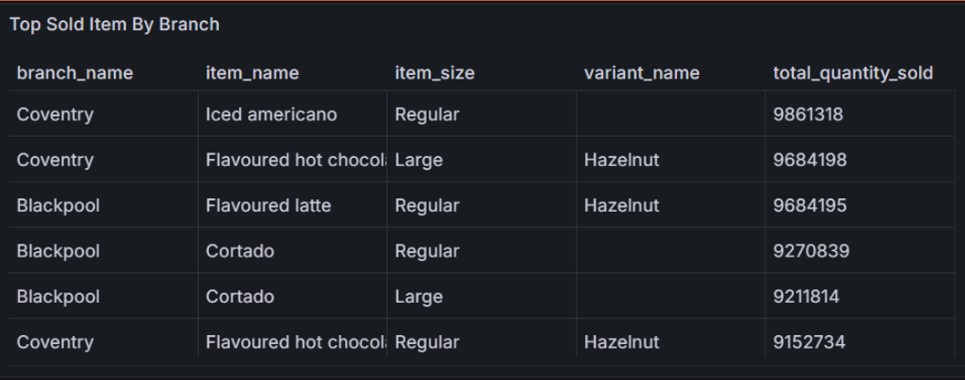 Top Sold Item By Branch
branch_name item_name item_size variant_name total_quantity_sold
Coventry Iced americano Regular 9861318
Coventry Flavoured hot chocol Large Hazelnut 9684198
Blackpool Flavoured latte Regular Hazelnut 9684195
Blackpool Cortado Regular 9270839
Blackpool Cortado Large 9211814
Coventry Flavoured hot chocol Regular Hazelnut 9152734